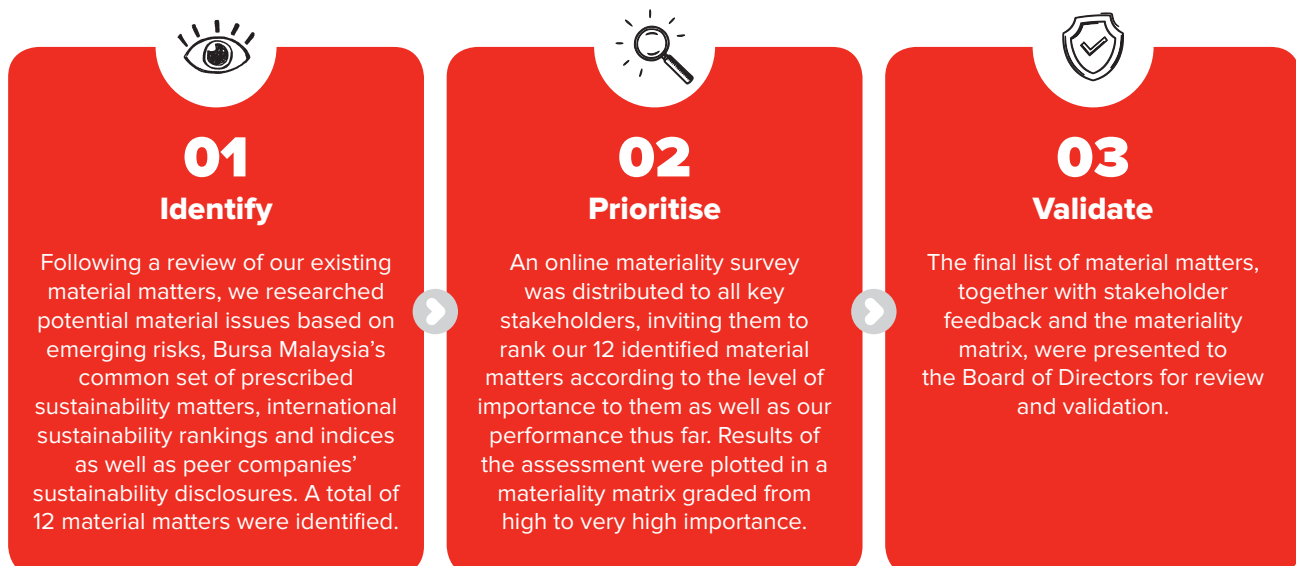 01
Identify
Following a review of our existing
material matters, we researched
potential material issues based on
emerging risks, Bursa Malaysia’s
common set of prescribed
sustainability matters, international
sustainability rankings and indices
as well as peer companies’
sustainability disclosures. A total of
12 material matters were identified.
02
Prioritise
An online materiality survey
was distributed to all key
stakeholders, inviting them to
rank our 12 identified material
matters according to the level of
importance to them as well as our
performance thus far. Results of
the assessment were plotted in a
materiality matrix graded from
high to very high importance.
03
Validate
The final list of material matters,
together with stakeholder
feedback and the materiality
matrix, were presented to
the Board of Directors for review
and validation.